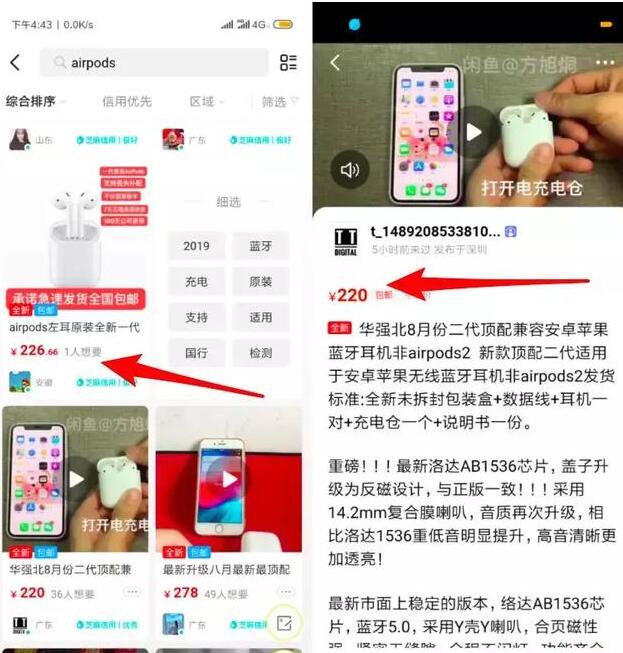 下午4:43 | 0.0K/s
4G
airpods
综合排序
信用优先
区域
筛选
山东
芝麻信用 | 极好
广东
芝麻信用 | 极好
承诺急速发货全国包邮
全新 包邮
airpods左耳原装全新一代
¥ 226.66 1人想要
安徽
芝麻信用 | 极好
细选
2019
蓝牙
充电
原装
支持
适用
国行
检测
闲鱼@方旭炯
打开电充电仓
全新 包邮
华强北8月份二代顶配兼
¥ 220 36人想要
广东
芝麻信用 | 优秀
全新 包邮
最新升级八月最新最顶配
¥ 278 49人想要
广东
芝麻信用 | 极好
闲鱼@方旭炯
打开电充电仓
TT
DIGITAL
t_1489208533810...
5小时前来过 发布于深圳
¥220 包邮
全新 华强北8月份二代顶配兼容安卓苹果
蓝牙耳机非airpods2 新款顶配二代适用
于安卓苹果无线蓝牙耳机非airpods2发货
标准:全新未拆封包装盒+数据线+耳机一
对+充电仓一个+说明书一份。
重磅！！！最新洛达AB1536芯片，盖子升
级为反磁设计，与正版一致！！！采用
14.2mm复合膜喇叭，音质再次升级，相
比洛达1536重低音明显提升，高音清晰更
加透亮！
最新市面上稳定的版本，络达AB1536芯
片，蓝牙5.0，采用Y壳Y喇叭，合页磁性